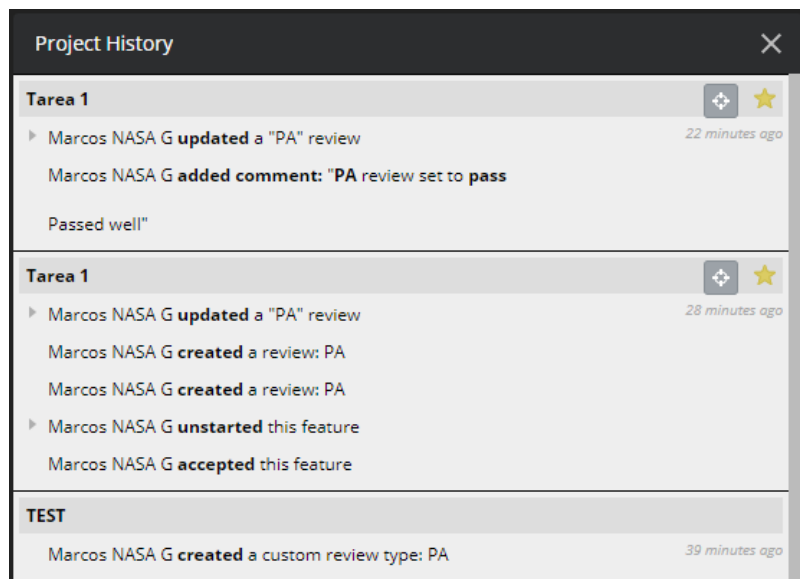 Project History
Tarea 1
Marcos NASA G updated a "PA" review
22 minutes ago
Marcos NASA G added comment: "PA review set to pass
Passed well"
Tarea 1
Marcos NASA G updated a "PA" review
28 minutes ago
Marcos NASA G created a review: PA
Marcos NASA G created a review: PA
Marcos NASA G unstarted this feature
Marcos NASA G accepted this feature
TEST
Marcos NASA G created a custom review type: PA
39 minutes ago